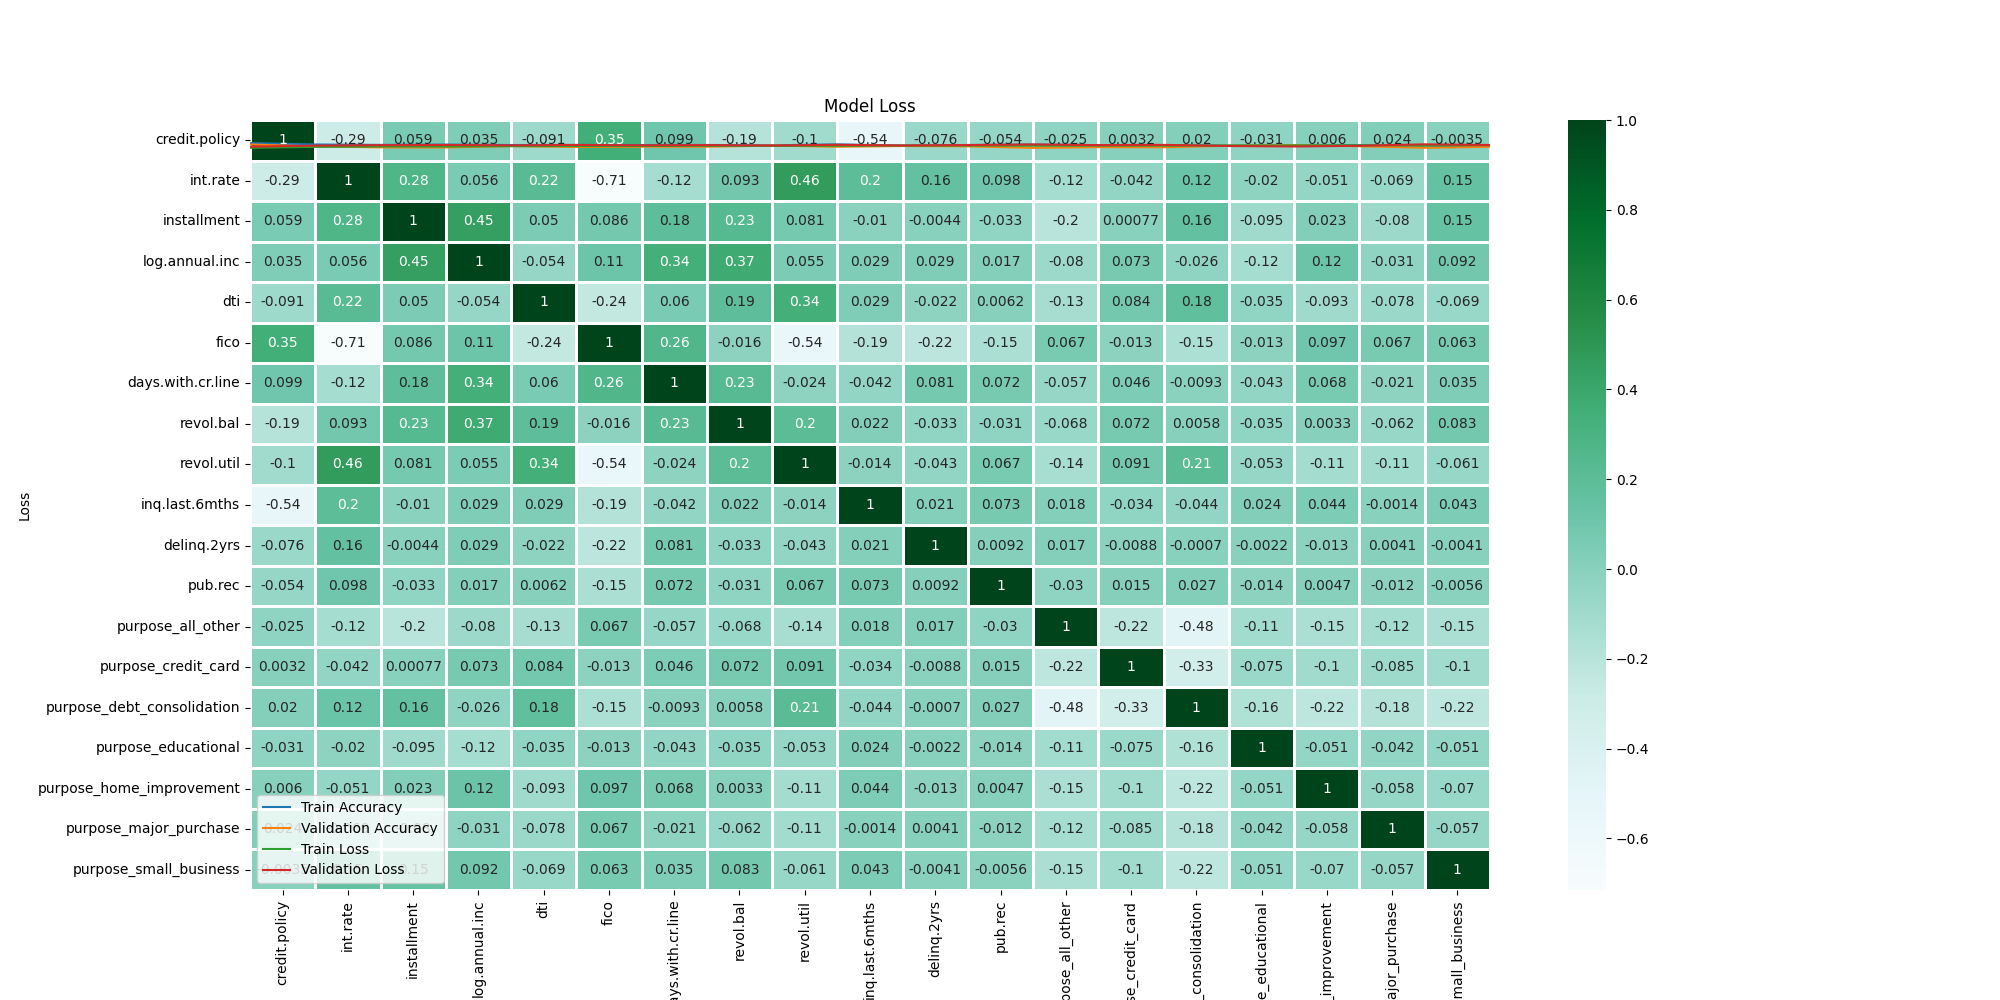 Model Loss
credit.policy 1 -0.29 0.059 0.035 -0.091 0.35 0.099 -0.19 -0.1 -0.54 -0.076 -0.054 -0.025 0.0032 0.02 -0.031 0.006 0.024 -0.0035
int.rate -0.29 1 0.28 0.056 0.22 -0.71 -0.12 0.093 0.46 0.2 0.16 0.098 -0.12 -0.042 0.12 -0.02 -0.051 -0.069 0.15
installment 0.059 0.28 1 0.45 0.05 0.086 0.18 0.23 0.081 -0.01 -0.0044 -0.033 -0.2 0.00077 0.16 -0.095 0.023 -0.08 0.15
log.annual.inc 0.035 0.056 0.45 1 -0.054 0.11 0.34 0.37 0.055 0.029 0.029 0.017 -0.08 0.073 -0.026 -0.12 0.12 -0.031 0.092
dti -0.091 0.22 0.05 -0.054 1 -0.24 0.06 0.19 0.34 0.029 -0.022 0.0062 -0.13 0.084 0.18 -0.035 -0.093 -0.078 -0.069
fico 0.35 -0.71 0.086 0.11 -0.24 1 0.26 -0.016 -0.54 -0.19 -0.22 -0.15 0.067 -0.013 -0.15 -0.013 0.097 0.067 0.063
days.with.cr.line 0.099 -0.12 0.18 0.34 0.06 0.26 1 0.23 -0.024 -0.042 0.081 0.072 -0.057 0.046 -0.0093 -0.043 0.068 -0.021 0.035
revol.bal -0.19 0.093 0.23 0.37 0.19 -0.016 0.23 1 0.2 0.022 -0.033 -0.031 -0.068 0.072 0.0058 -0.035 0.0033 -0.062 0.083
revol.util -0.1 0.46 0.081 0.055 0.34 -0.54 -0.024 0.2 1 -0.014 -0.043 0.067 -0.14 0.091 0.21 -0.053 -0.11 -0.11 -0.061
inq.last.6mths -0.54 0.2 -0.01 0.029 0.029 -0.19 -0.042 0.022 -0.014 1 0.021 0.073 0.018 -0.034 -0.044 0.024 0.044 -0.0014 0.043
delinq.2yrs -0.076 0.16 -0.0044 0.029 -0.022 -0.22 0.081 -0.033 -0.043 0.021 1 0.0092 0.017 -0.0088 -0.0007 -0.0022 -0.013 0.0041 -0.0041
pub.rec -0.054 0.098 -0.033 0.017 0.0062 -0.15 0.072 -0.031 0.067 0.073 0.0092 1 -0.03 0.015 0.027 -0.014 0.0047 -0.012 -0.0056
purpose_all_other -0.025 -0.12 -0.2 -0.08 -0.13 0.067 -0.057 -0.068 -0.14 0.018 0.017 -0.03 1 -0.22 -0.48 -0.11 -0.15 -0.12 -0.15
purpose_credit_card 0.0032 -0.042 0.00077 0.073 0.084 -0.013 0.046 0.072 0.091 -0.034 -0.0088 0.015 -0.22 1 -0.33 -0.075 -0.1 -0.085 -0.1
purpose_debt_consolidation 0.02 0.12 0.16 -0.026 0.18 -0.15 -0.0093 0.0058 0.21 -0.044 -0.0007 0.027 -0.48 -0.33 1 -0.16 -0.22 -0.18 -0.22
purpose_educational -0.031 -0.02 -0.095 -0.12 -0.035 -0.013 -0.043 -0.035 -0.053 0.024 -0.0022 -0.014 -0.11 -0.075 -0.16 1 -0.051 -0.042 -0.051
purpose_home_improvement 0.006 -0.051 0.023 0.12 -0.093 0.097 0.068 0.0033 -0.11 0.044 -0.013 0.0047 -0.15 -0.1 -0.22 -0.051 1 -0.058 -0.07
purpose_major_purchase -0.031 -0.078 0.067 -0.021 -0.062 -0.11 -0.0014 0.0041 -0.012 -0.12 -0.085 -0.18 -0.042 -0.058 1 -0.057
purpose_small_business 0.092 -0.069 0.063 0.035 0.083 -0.061 0.043 -0.0041 -0.0056 -0.15 -0.1 -0.22 -0.051 -0.07 -0.057 1
Train Accuracy
Validation Accuracy
Train Loss
Validation Loss
Loss
credit.policy
int.rate
installment
log.annual.inc
dti
fico
ays.with.cr.line
revol.bal
revol.util
inq.last.6mths
delinq.2yrs
pub.rec
pose_all_other
se_credit_card
_consolidation
e_educational
_improvement
ajor_purchase
mall_business
1.0
0.8
0.6
0.4
0.2
0.0
−0.2
−0.4
−0.6